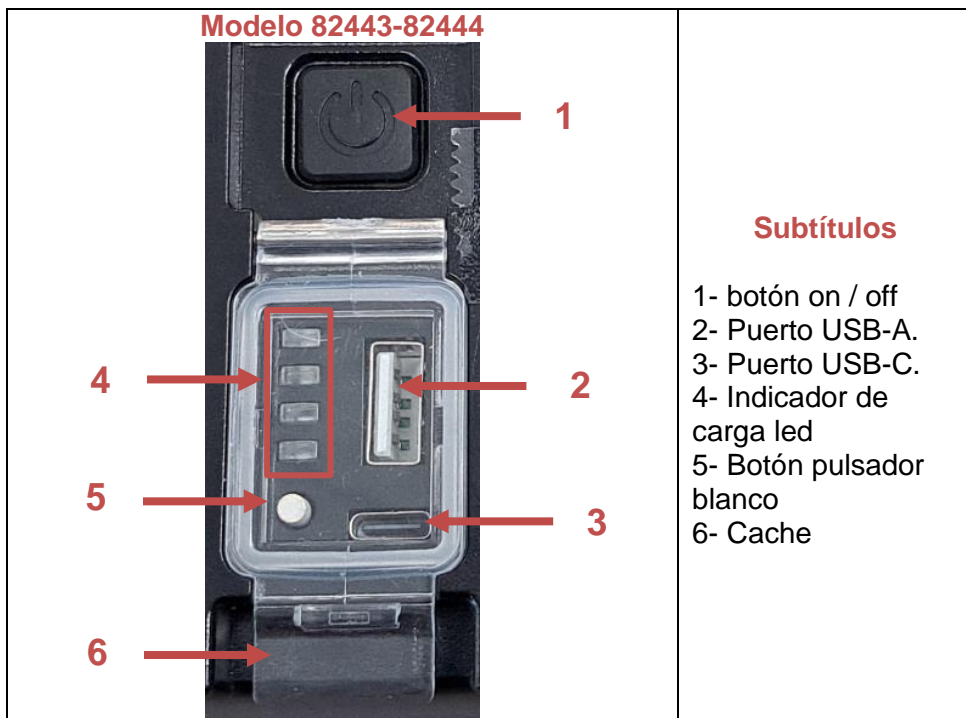 Modelo 82443-82444
1
4
2
5
3
6
Subtítulos
1- botón on / off
2- Puerto USB-A.
3- Puerto USB-C.
4- Indicador de
carga led
5- Botón pulsador
blanco
6- Cache